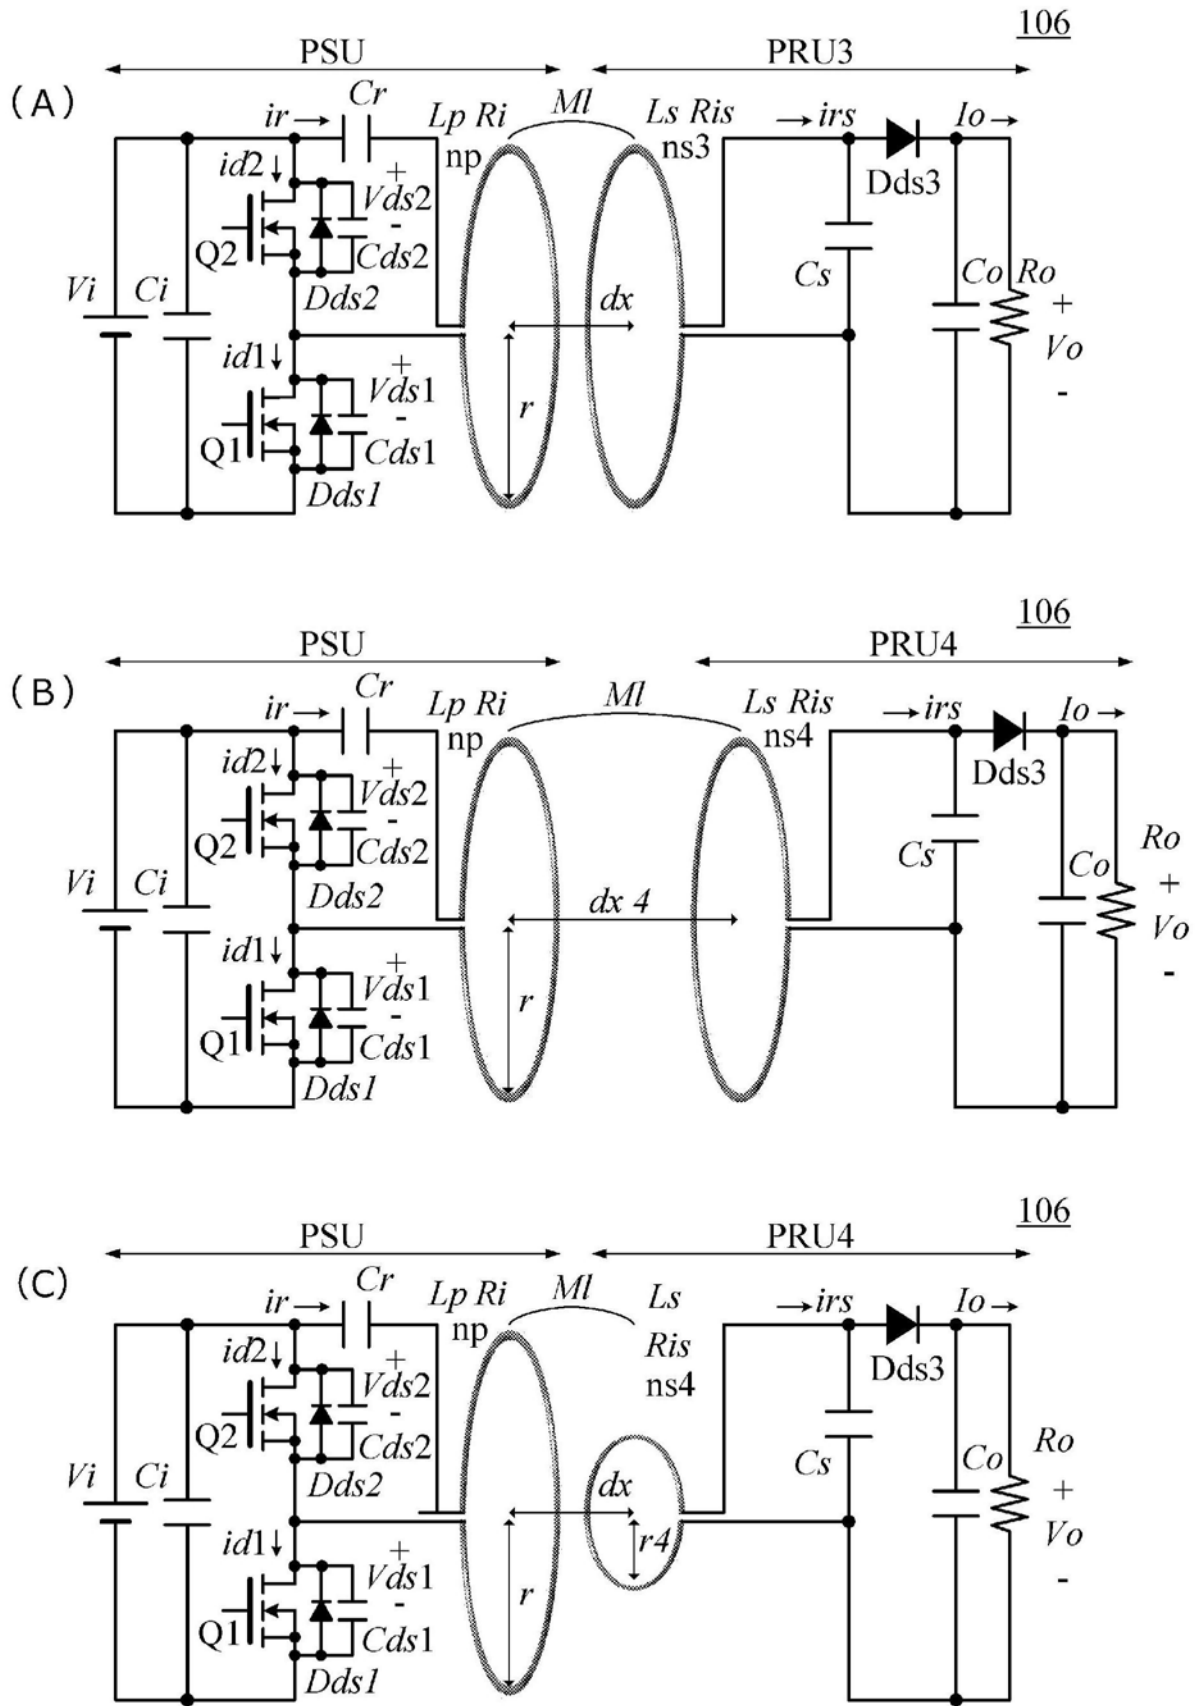 106
PSU PRU3
(A)
ir → Cr Lp Ri Ml Ls Ris → irs Io →
np ns3
id2 ↓ + Dds3
Vds2
-
Q2 Cds2
Cs
Vi Ci Dds2 dx Co Ro
+
id1 ↓ + Vo
Vds1
- -
Q1 Cds1 r
Dds1
106
PSU PRU4
(B)
ir → Cr Lp Ri Ml Ls Ris → irs Io →
np ns4
id2 ↓ + Dds3
Vds2
-
Q2 Cds2 Cs Ro
Vi Ci Dds2 dx 4 Co +
id1 ↓ + Vo
Vds1 -
-
Q1 Cds1 r
Dds1
106
PSU PRU4
(C)
ir → Cr Lp Ri Ml Ls → irs Io →
np Ris
id2 ↓ + ns4 Dds3
Vds2
-
Q2 Cds2 Ro
Vi Ci Dds2 dx Cs Co +
id1 ↓ + r4 Vo
Vds1 -
-
Q1 Cds1 r
Dds1